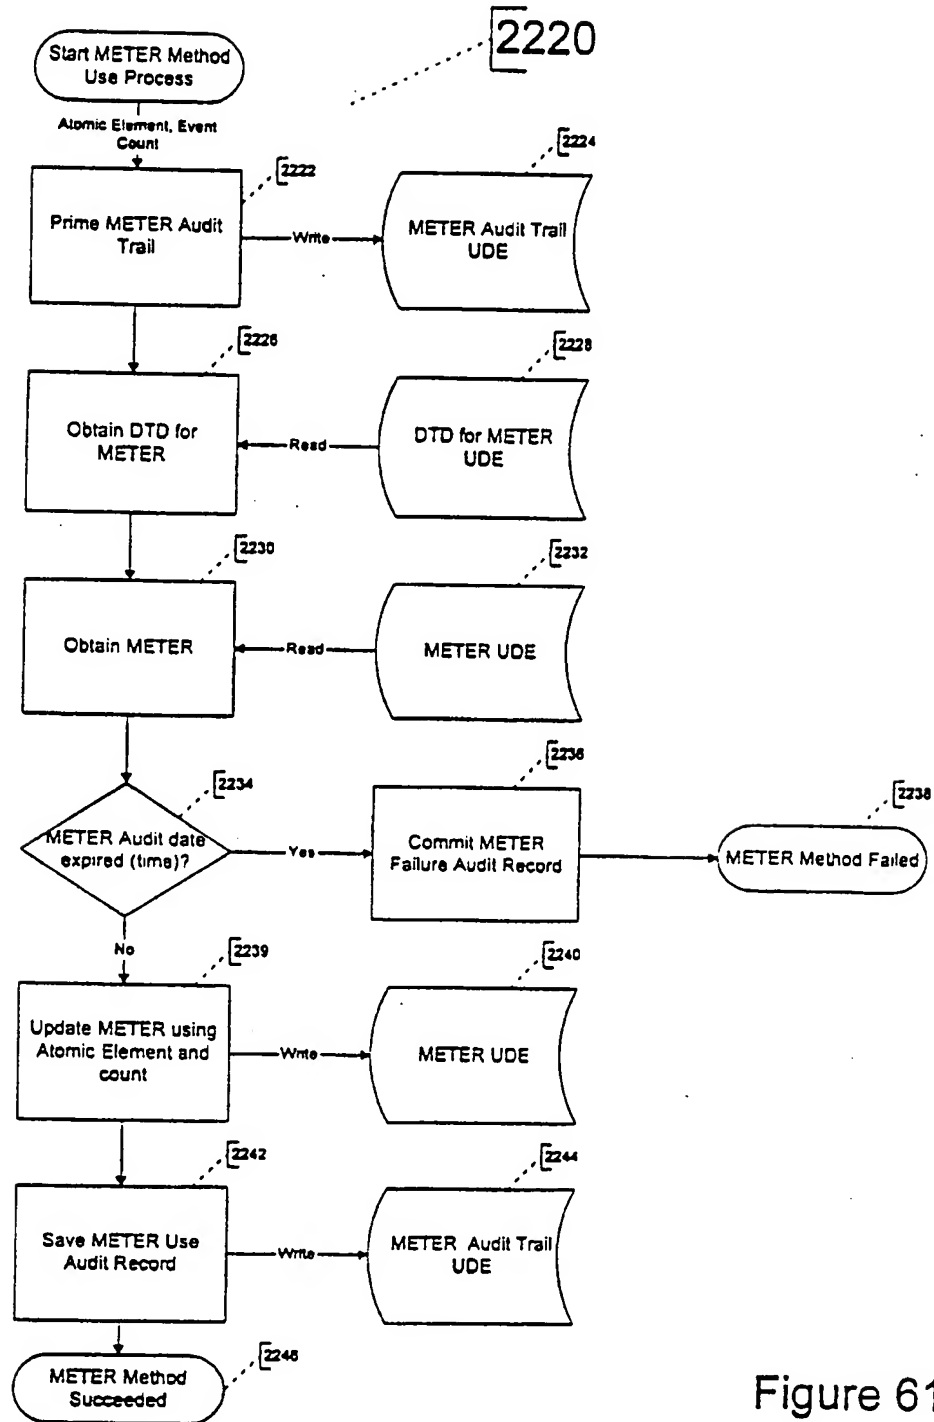 2220
Start METER Method
Use Process
Atomic Element, Event
Count
2222
2224
Prime METER Audit
Trail
Write
METER Audit Trail
UDE
2226
2228
Obtain DTD for
METER
Read
DTD for METER
UDE
2230
2232
Obtain METER
Read
METER UDE
2234
2236
2238
METER Audit date
expired (time)?
Yes
Commit METER
Failure Audit Record
METER Method Failed
No
2239
2240
Update METER using
Atomic Element and
count
Write
METER UDE
2242
2244
Save METER Use
Audit Record
Write
METER Audit Trail
UDE
2246
METER Method
Succeeded
Figure 61